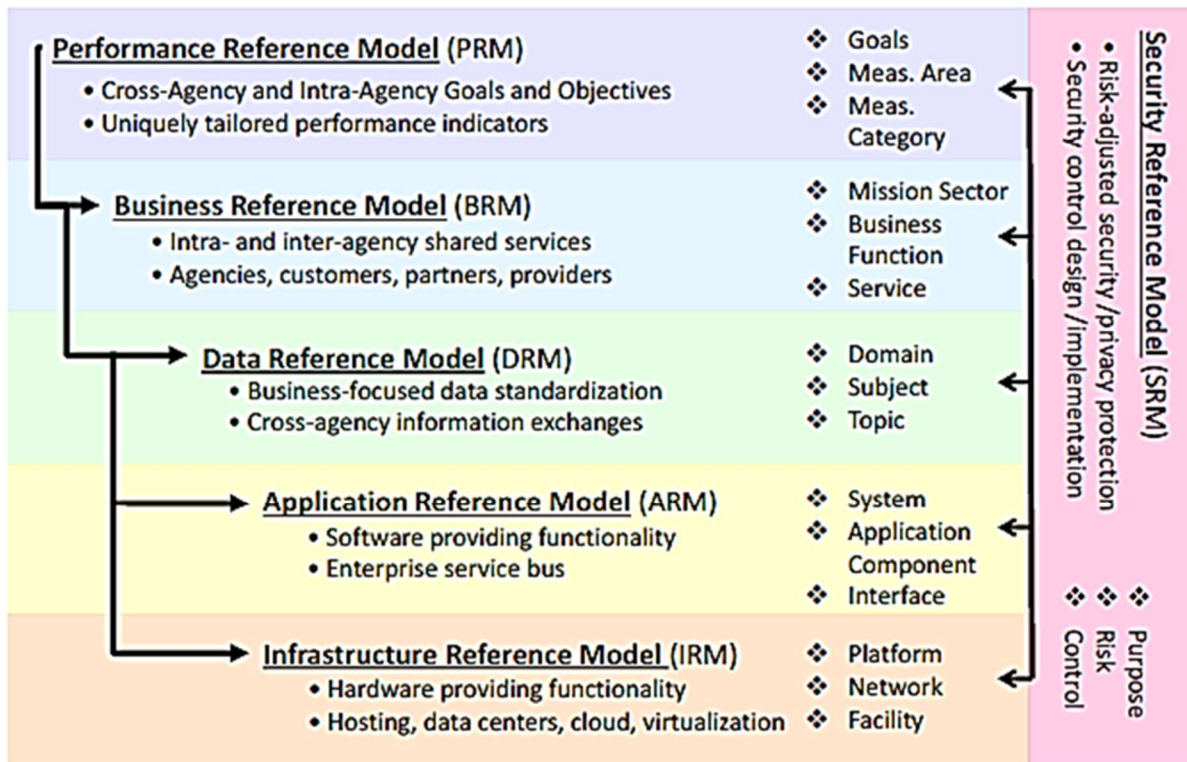 Performance Reference Model (PRM)
• Cross-Agency and Intra-Agency Goals and Objectives
• Uniquely tailored performance indicators
❖ Goals
❖ Meas. Area
❖ Meas.
Category
Business Reference Model (BRM)
• Intra- and inter-agency shared services
• Agencies, customers, partners, providers
❖ Mission Sector
❖ Business
Function
❖ Service
Data Reference Model (DRM)
• Business-focused data standardization
• Cross-agency information exchanges
❖ Domain
❖ Subject
❖ Topic
Application Reference Model (ARM)
• Software providing functionality
• Enterprise service bus
❖ System
❖ Application
Component
❖ Interface
Infrastructure Reference Model (IRM)
• Hardware providing functionality
• Hosting, data centers, cloud, virtualization
❖ Platform
❖ Network
❖ Facility
Security Reference Model (SRM)
• Risk-adjusted security/privacy protection
• Security control design/implementation
❖ Purpose
❖ Risk
❖ Control